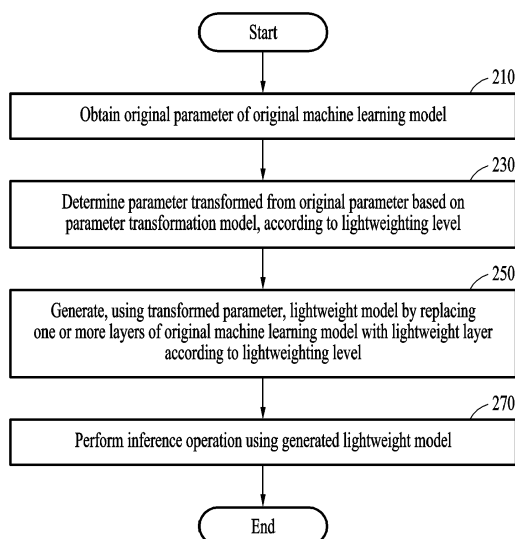 Start
210
Obtain original parameter of original machine learning model
230
Determine parameter transformed from original parameter based on
parameter transformation model, according to lightweighting level
250
Generate, using transformed parameter, lightweight model by replacing
one or more layers of original machine learning model with lightweight layer
according to lightweighting level
270
Perform inference operation using generated lightweight model
End